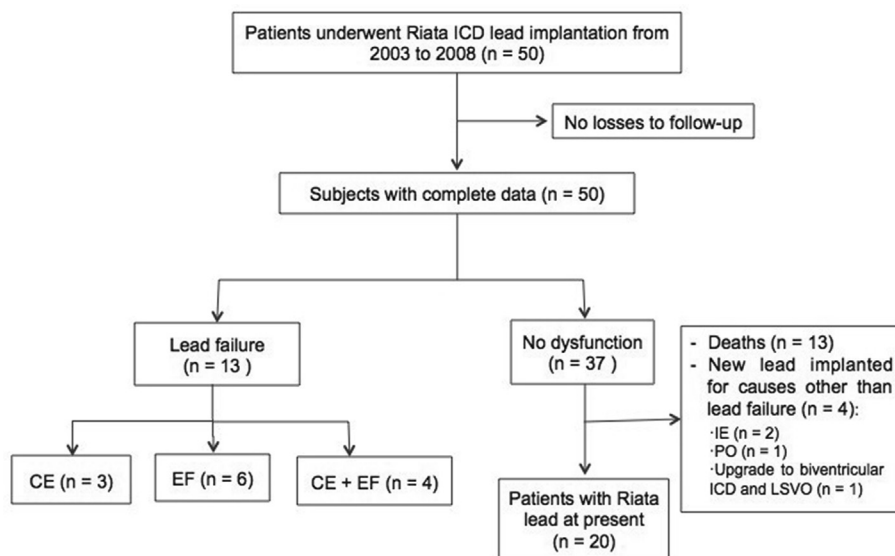 Patients underwent Riata ICD lead implantation from
2003 to 2008 (n = 50)
No losses to follow-up
Subjects with complete data (n = 50)
Lead failure
(n = 13 )
No dysfunction
(n = 37 )
- Deaths (n = 13)
- New lead implanted
for causes other than
lead failure (n = 4):
·IE (n = 2)
·PO (n = 1)
·Upgrade to biventricular
ICD and LSVO (n = 1)
CE (n = 3)
EF (n = 6)
CE + EF (n = 4)
Patients with Riata
lead at present
(n = 20)